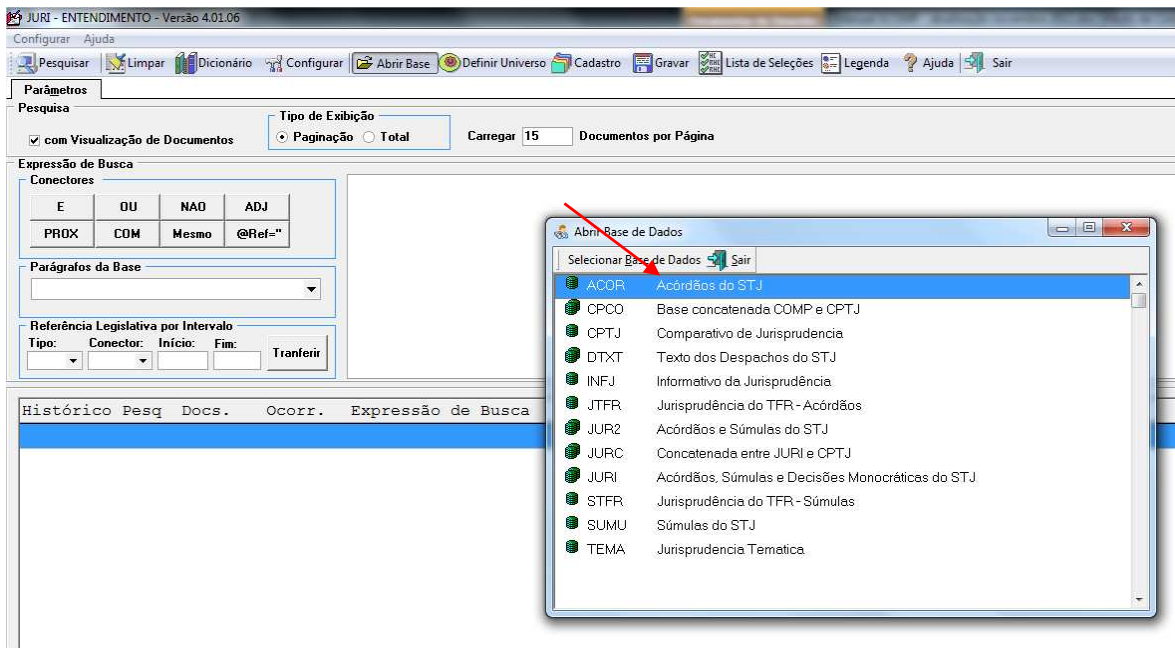 JURI - ENTENDIMENTO - Versão 4.01.06
Configurar Ajuda
Pesquisar Limpar Dicionário Configurar Abrir Base Definir Universo Cadastro Gravar Lista de Seleções Legenda Ajuda Sair
Parâmetros
Pesquisa
com Visualização de Documentos
Tipo de Exibição
Paginação Total
Carregar 15 Documentos por Página
Expressão de Busca
Conectores
E OU NAO ADJ
PROX COM Mesmo @Ref="
Parágrafos da Base
Referência Legislativa por Intervalo
Tipo: Conector: Início: Fim:
Tranferir
Histórico Pesq Docs. Ocorr. Expressão de Busca
Abrir Base de Dados
Selecionar Base de Dados Sair
ACOR Acórdãos do STJ
CPCO Base concatenada COMP e CPTJ
CPTJ Comparativo de Jurisprudencia
DTXT Texto dos Despachos do STJ
INFJ Informativo da Jurisprudência
JTFR Jurisprudência do TFR - Acórdãos
JUR2 Acórdãos e Súmulas do STJ
JURC Concatenada entre JURI e CPTJ
JURI Acórdãos, Súmulas e Decisões Monocráticas do STJ
STFR Jurisprudência do TFR - Súmulas
SUMU Súmulas do STJ
TEMA Jurisprudencia Tematica